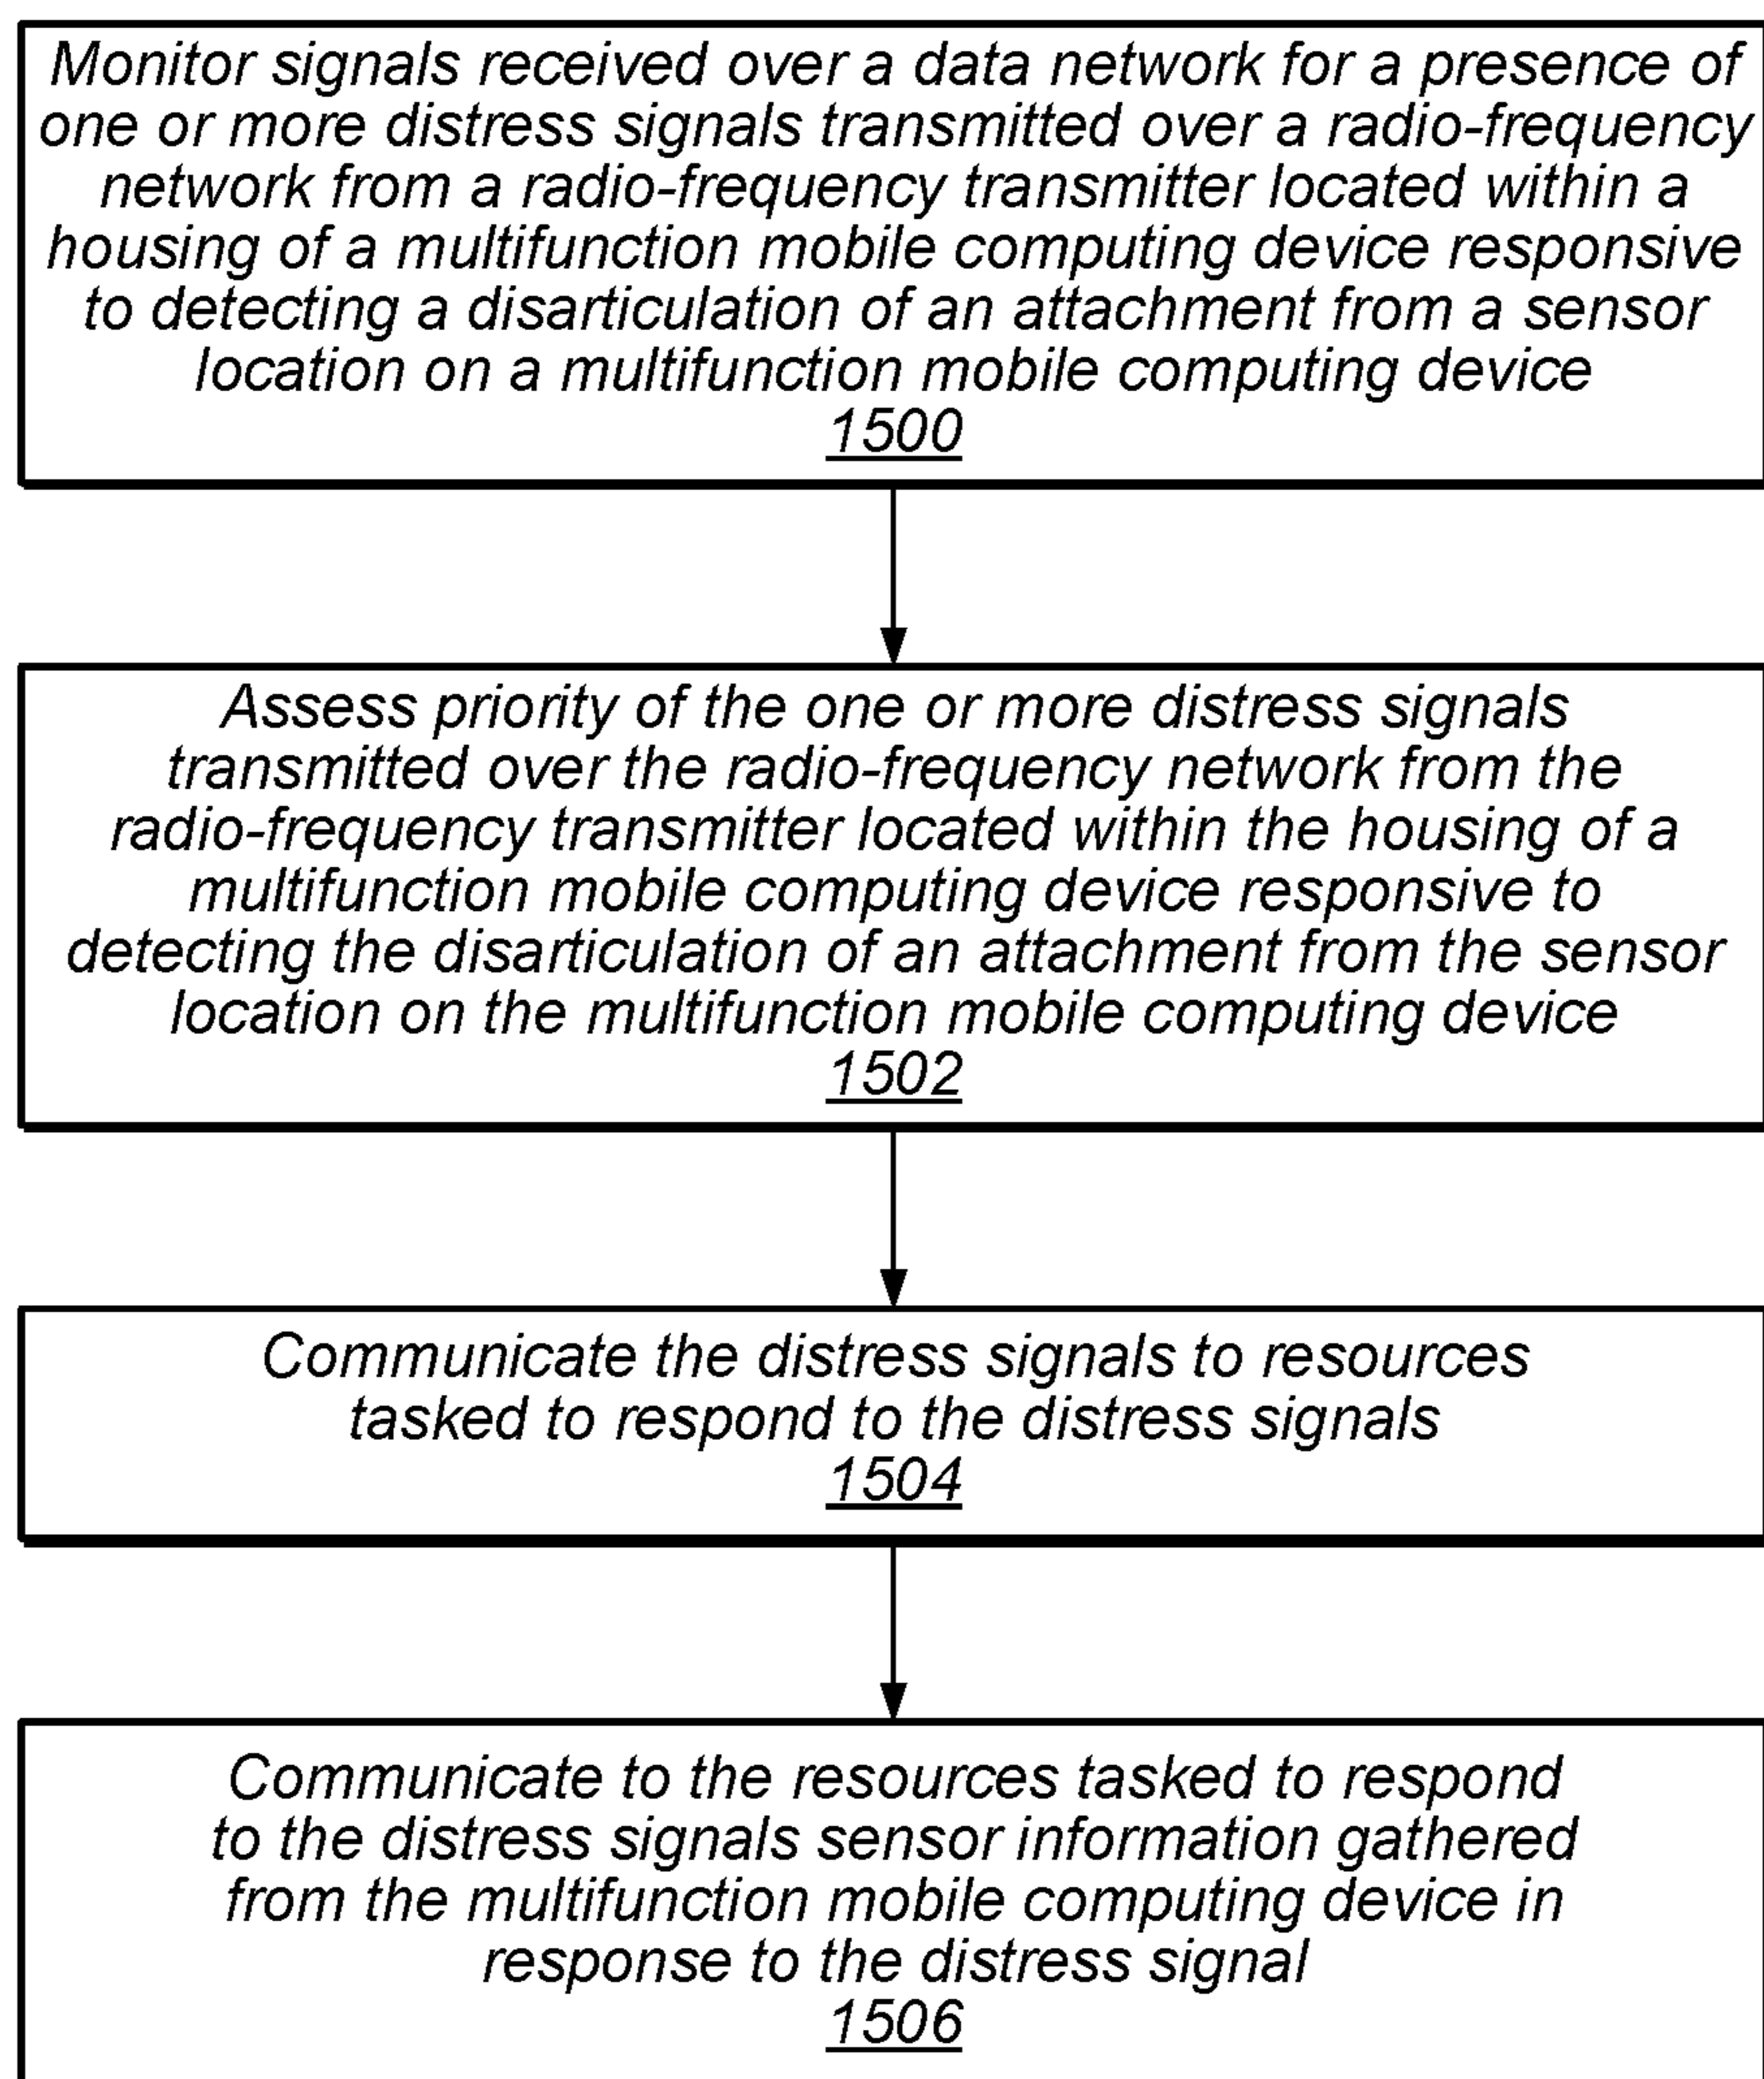 Monitor signals received over a data network for a presence of
one or more distress signals transmitted over a radio-frequency
network from a radio-frequency transmitter located within a
housing of a multifunction mobile computing device responsive
to detecting a disarticulation of an attachment from a sensor
location on a multifunction mobile computing device
1500
Assess priority of the one or more distress signals
transmitted over the radio-frequency network from the
radio-frequency transmitter located within the housing of a
multifunction mobile computing device responsive to
detecting the disarticulation of an attachment from the sensor
location on the multifunction mobile computing device
1502
Communicate the distress signals to resources
tasked to respond to the distress signals
1504
Communicate to the resources tasked to respond
to the distress signals sensor information gathered
from the multifunction mobile computing device in
response to the distress signal
1506